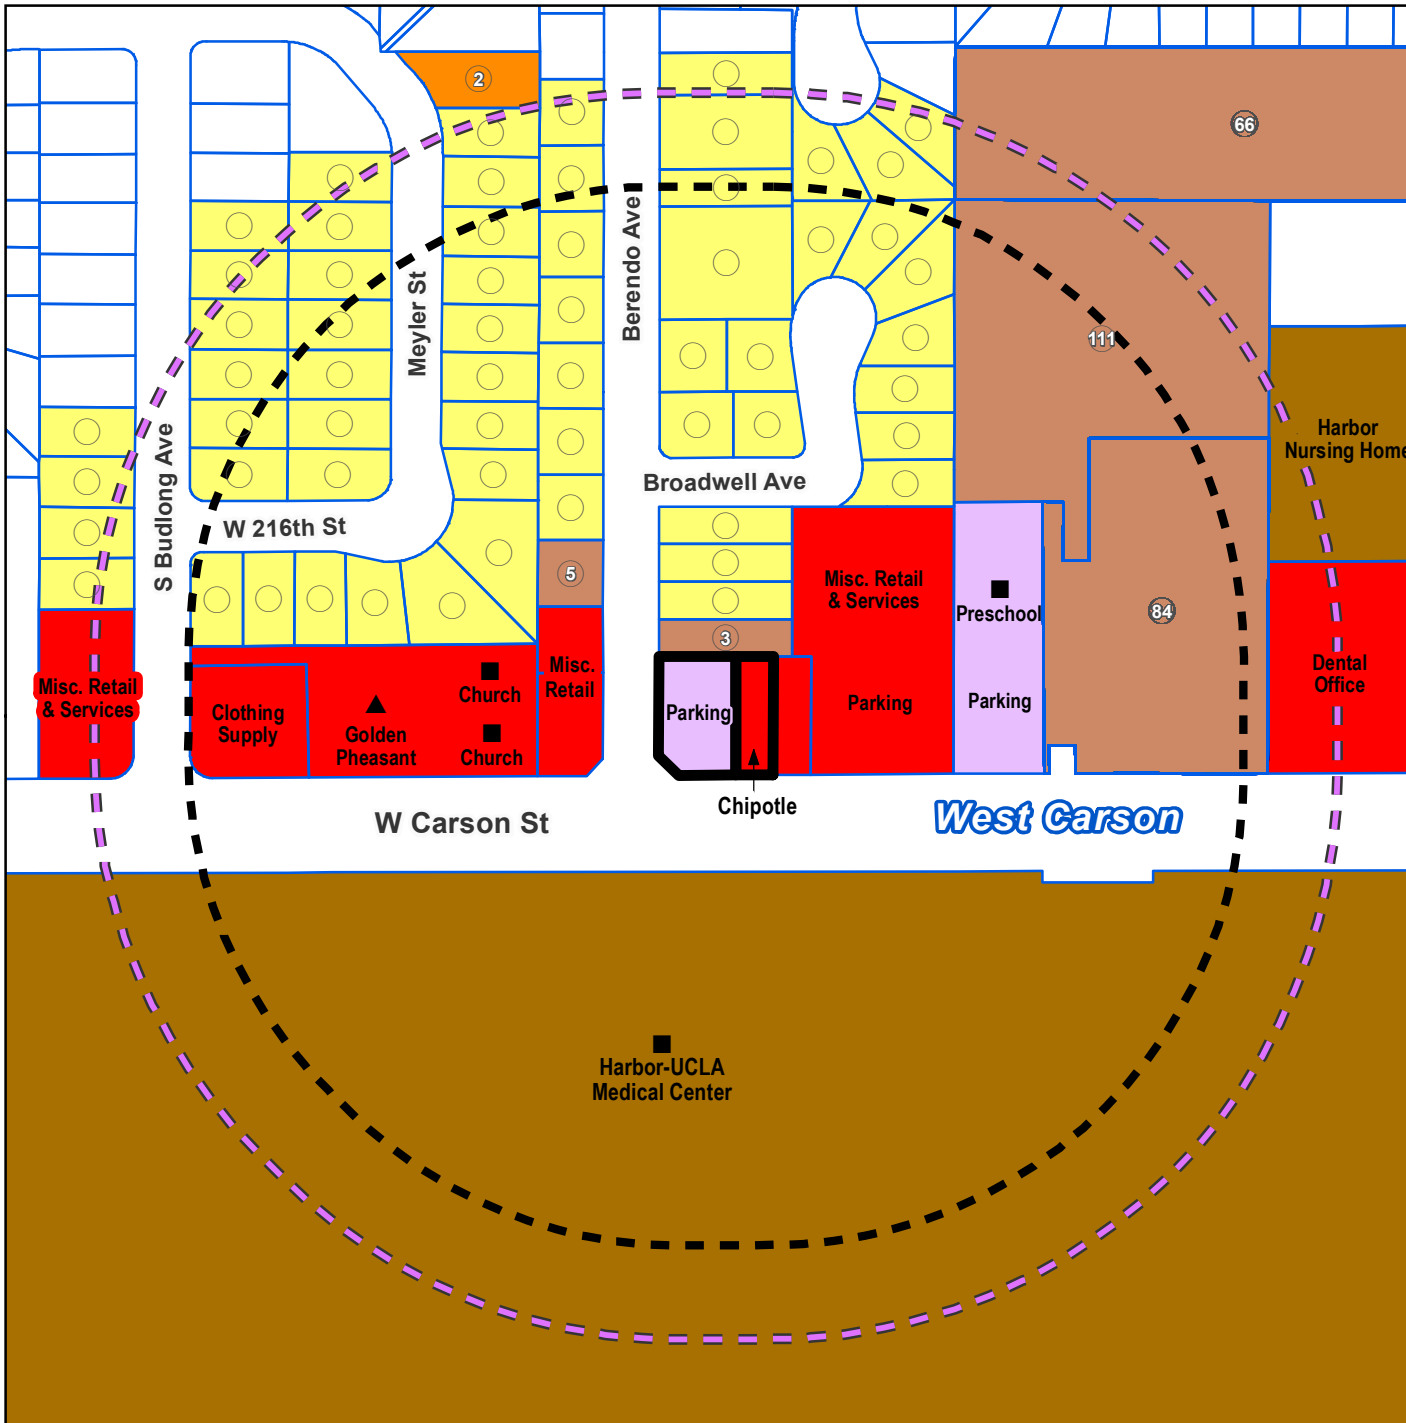 2
66
Berendo Ave
Meyler St
111
Harbor
Nursing Home
S Budlong Ave
Broadwell Ave
W 216th St
5
Misc. Retail
& Services
Preschool
84
3
Misc.
Retail
Church
Dental
Office
Misc. Retail
& Services
Clothing
Supply
Golden
Pheasant
Church
Parking
Parking
Parking
Chipotle
W Carson St
West Carson
Harbor-UCLA
Medical Center